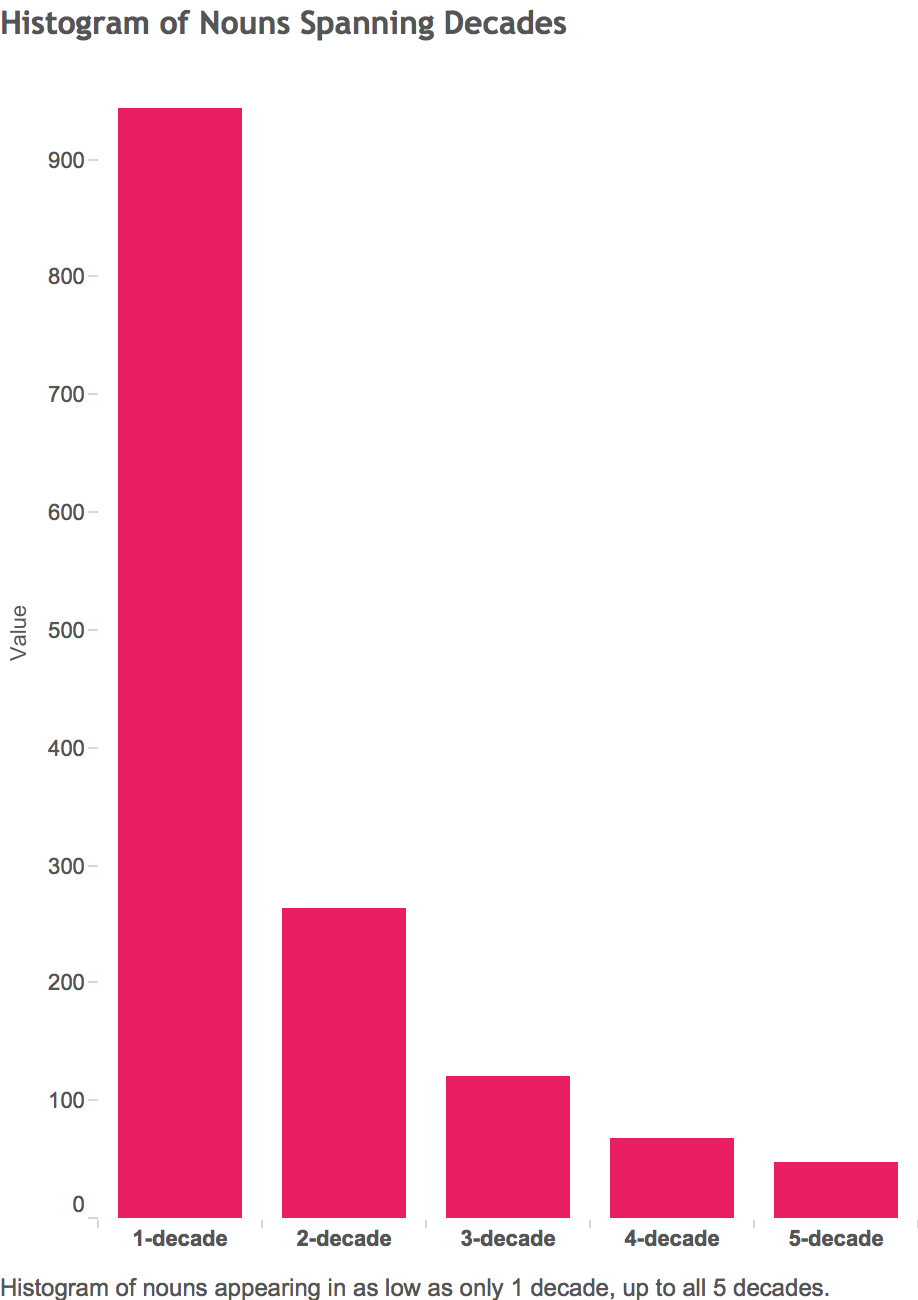 Histogram of Nouns Spanning Decades
900
800
700
600
500
400
300
200
100
0
Value
1-decade 2-decade 3-decade 4-decade 5-decade
Histogram of nouns appearing in as low as only 1 decade, up to all 5 decades.